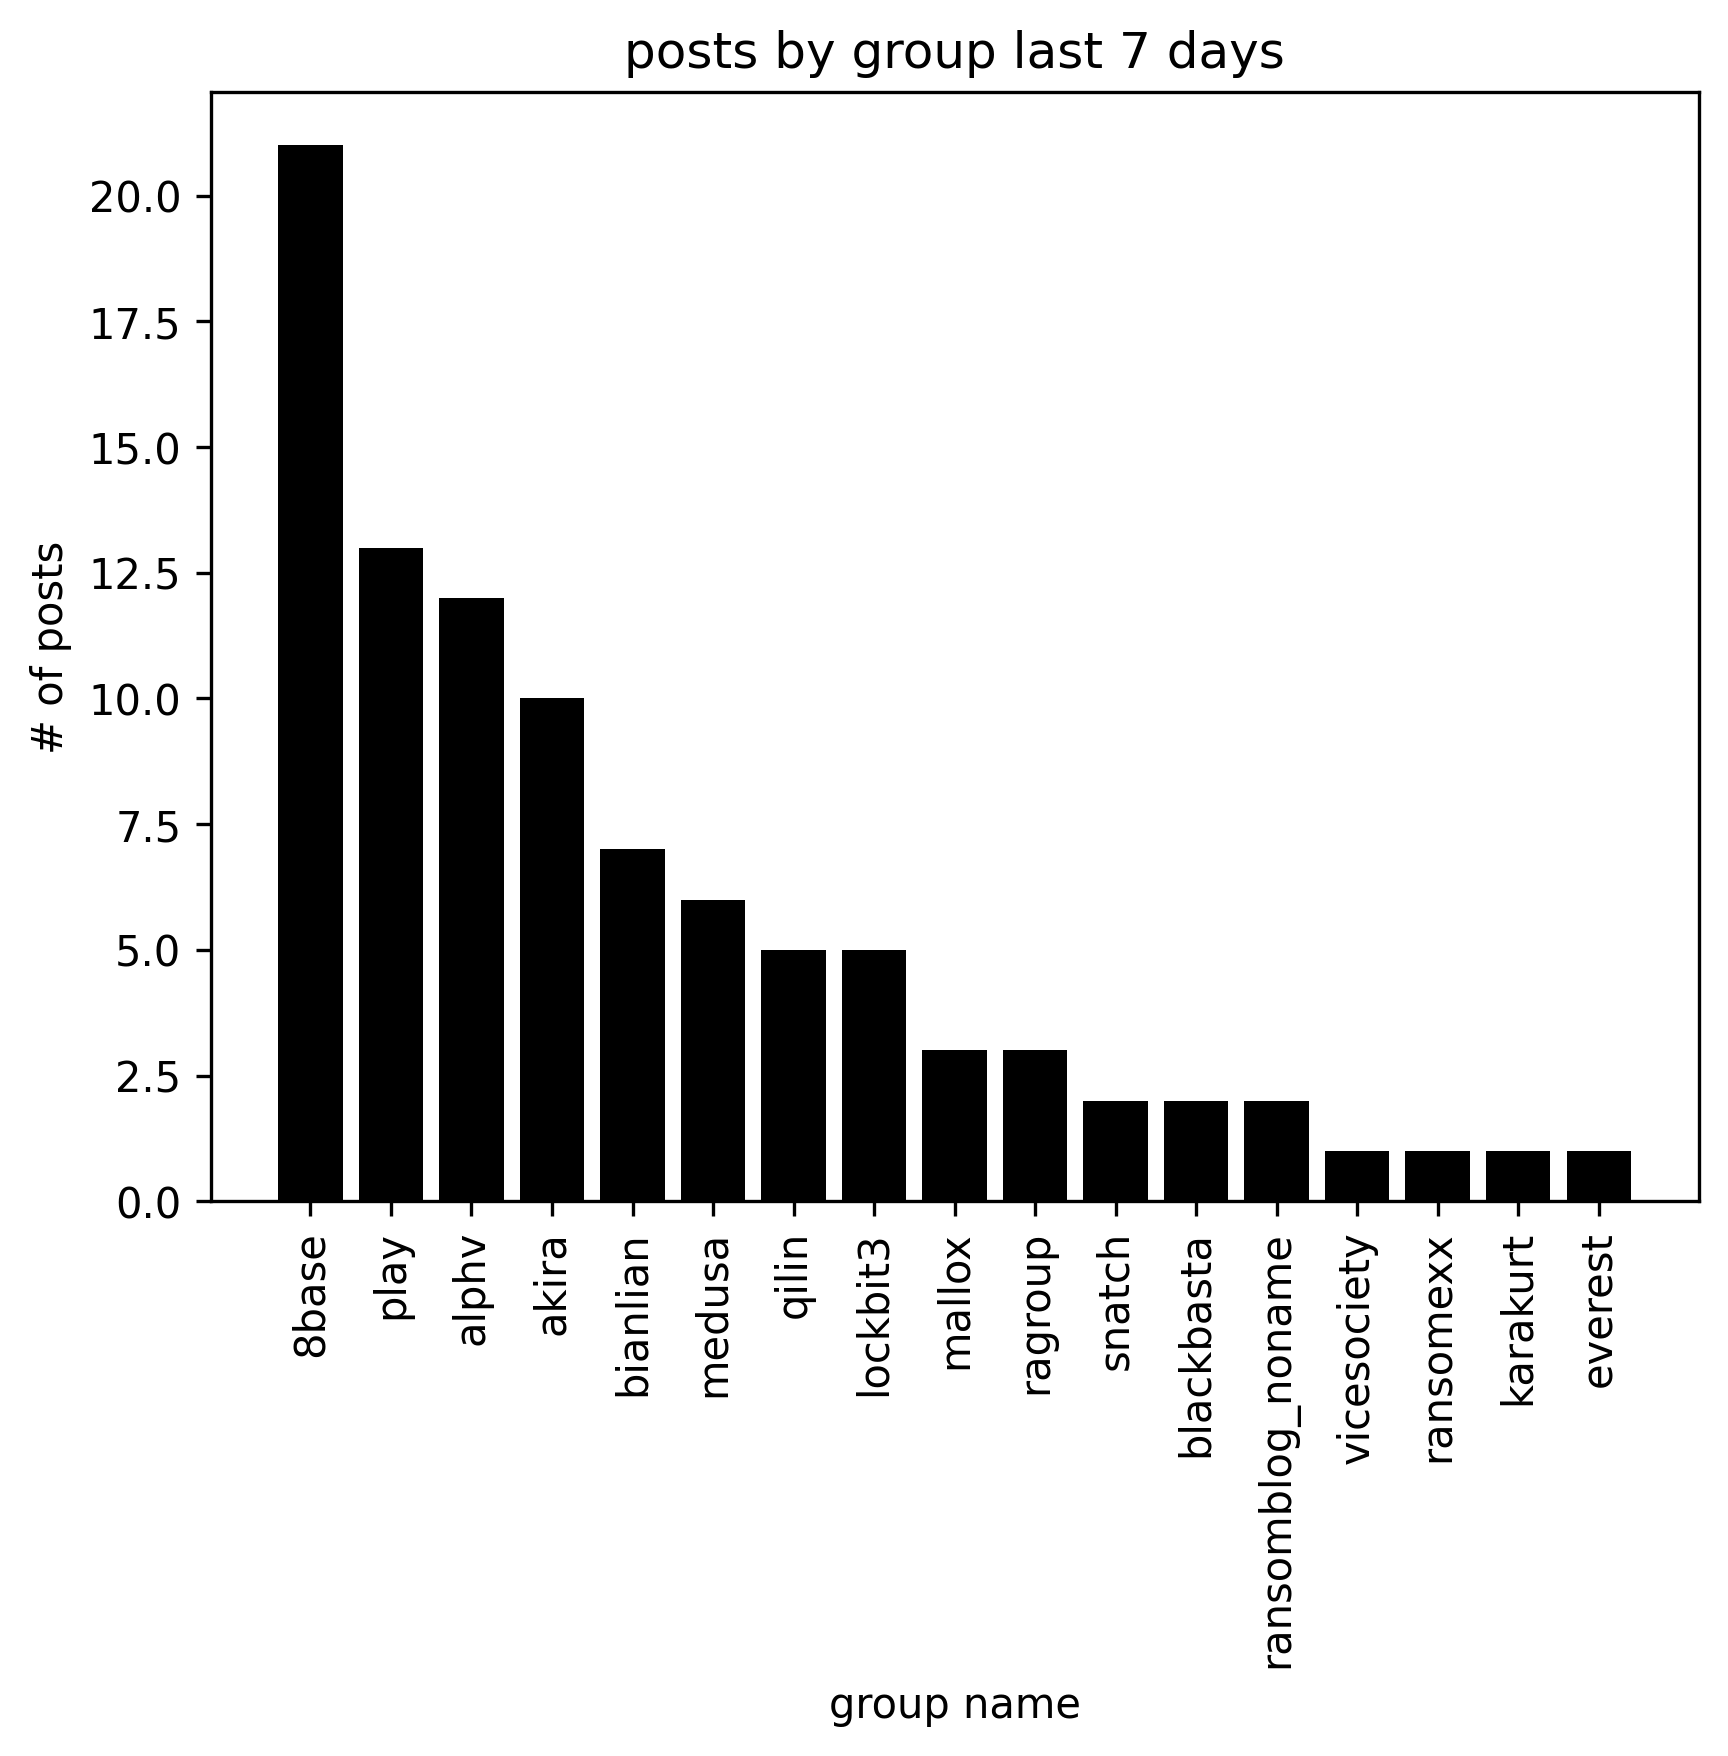 posts by group last 7 days
# of posts
20.0
17.5
15.0
12.5
10.0
7.5
5.0
2.5
0.0
8base
play
alphv
akira
bianlian
medusa
qilin
lockbit3
mallox
ragroup
snatch
blackbasta
ransomblog_noname
vicesociety
ransomexx
karakurt
everest
group name